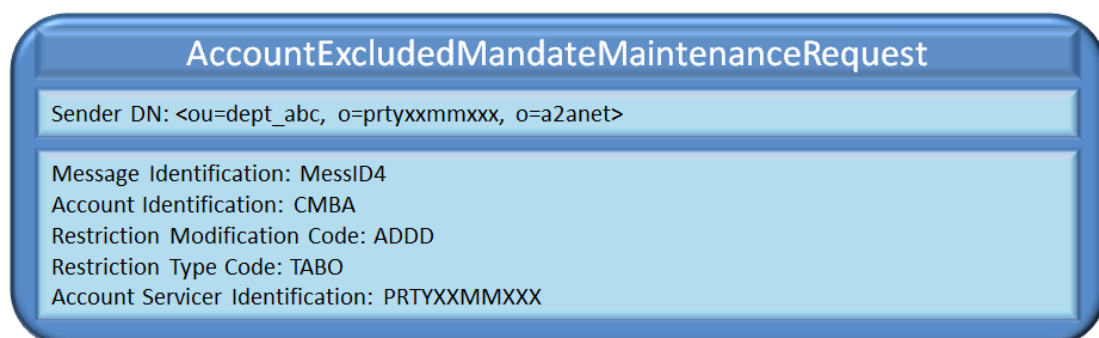 AccountExcludedMandateMaintenanceRequest
Sender DN: <ou=dept_abc, o=prtyxxmmxxx, o=a2anet>
Message Identification: MessID4
Account Identification: CMBA
Restriction Modification Code: ADDD
Restriction Type Code: TABO
Account Servicer Identification: PRTYXXMMXXX